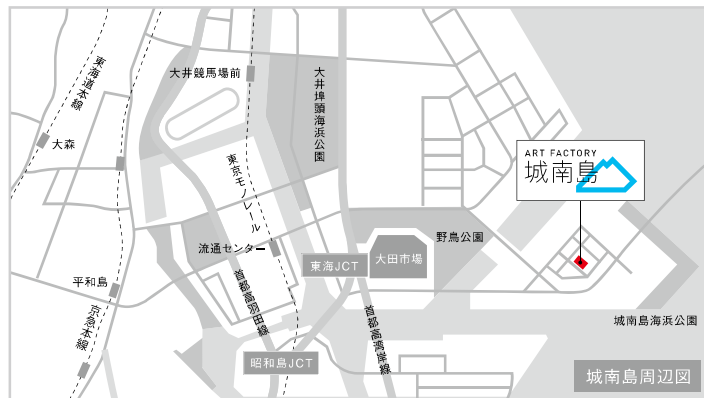 大井競馬場前
東海道本線
大森
大井埠頭海浜公園
ART FACTORY
城南島
東京モノレール
野鳥公園
流通センター
東海JCT
大田市場
平和島
首都高羽田線
首都高湾岸線
京急本線
城南島海浜公園
昭和島JCT
城南島周辺図